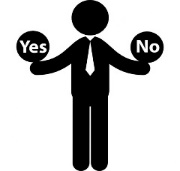 Yes No